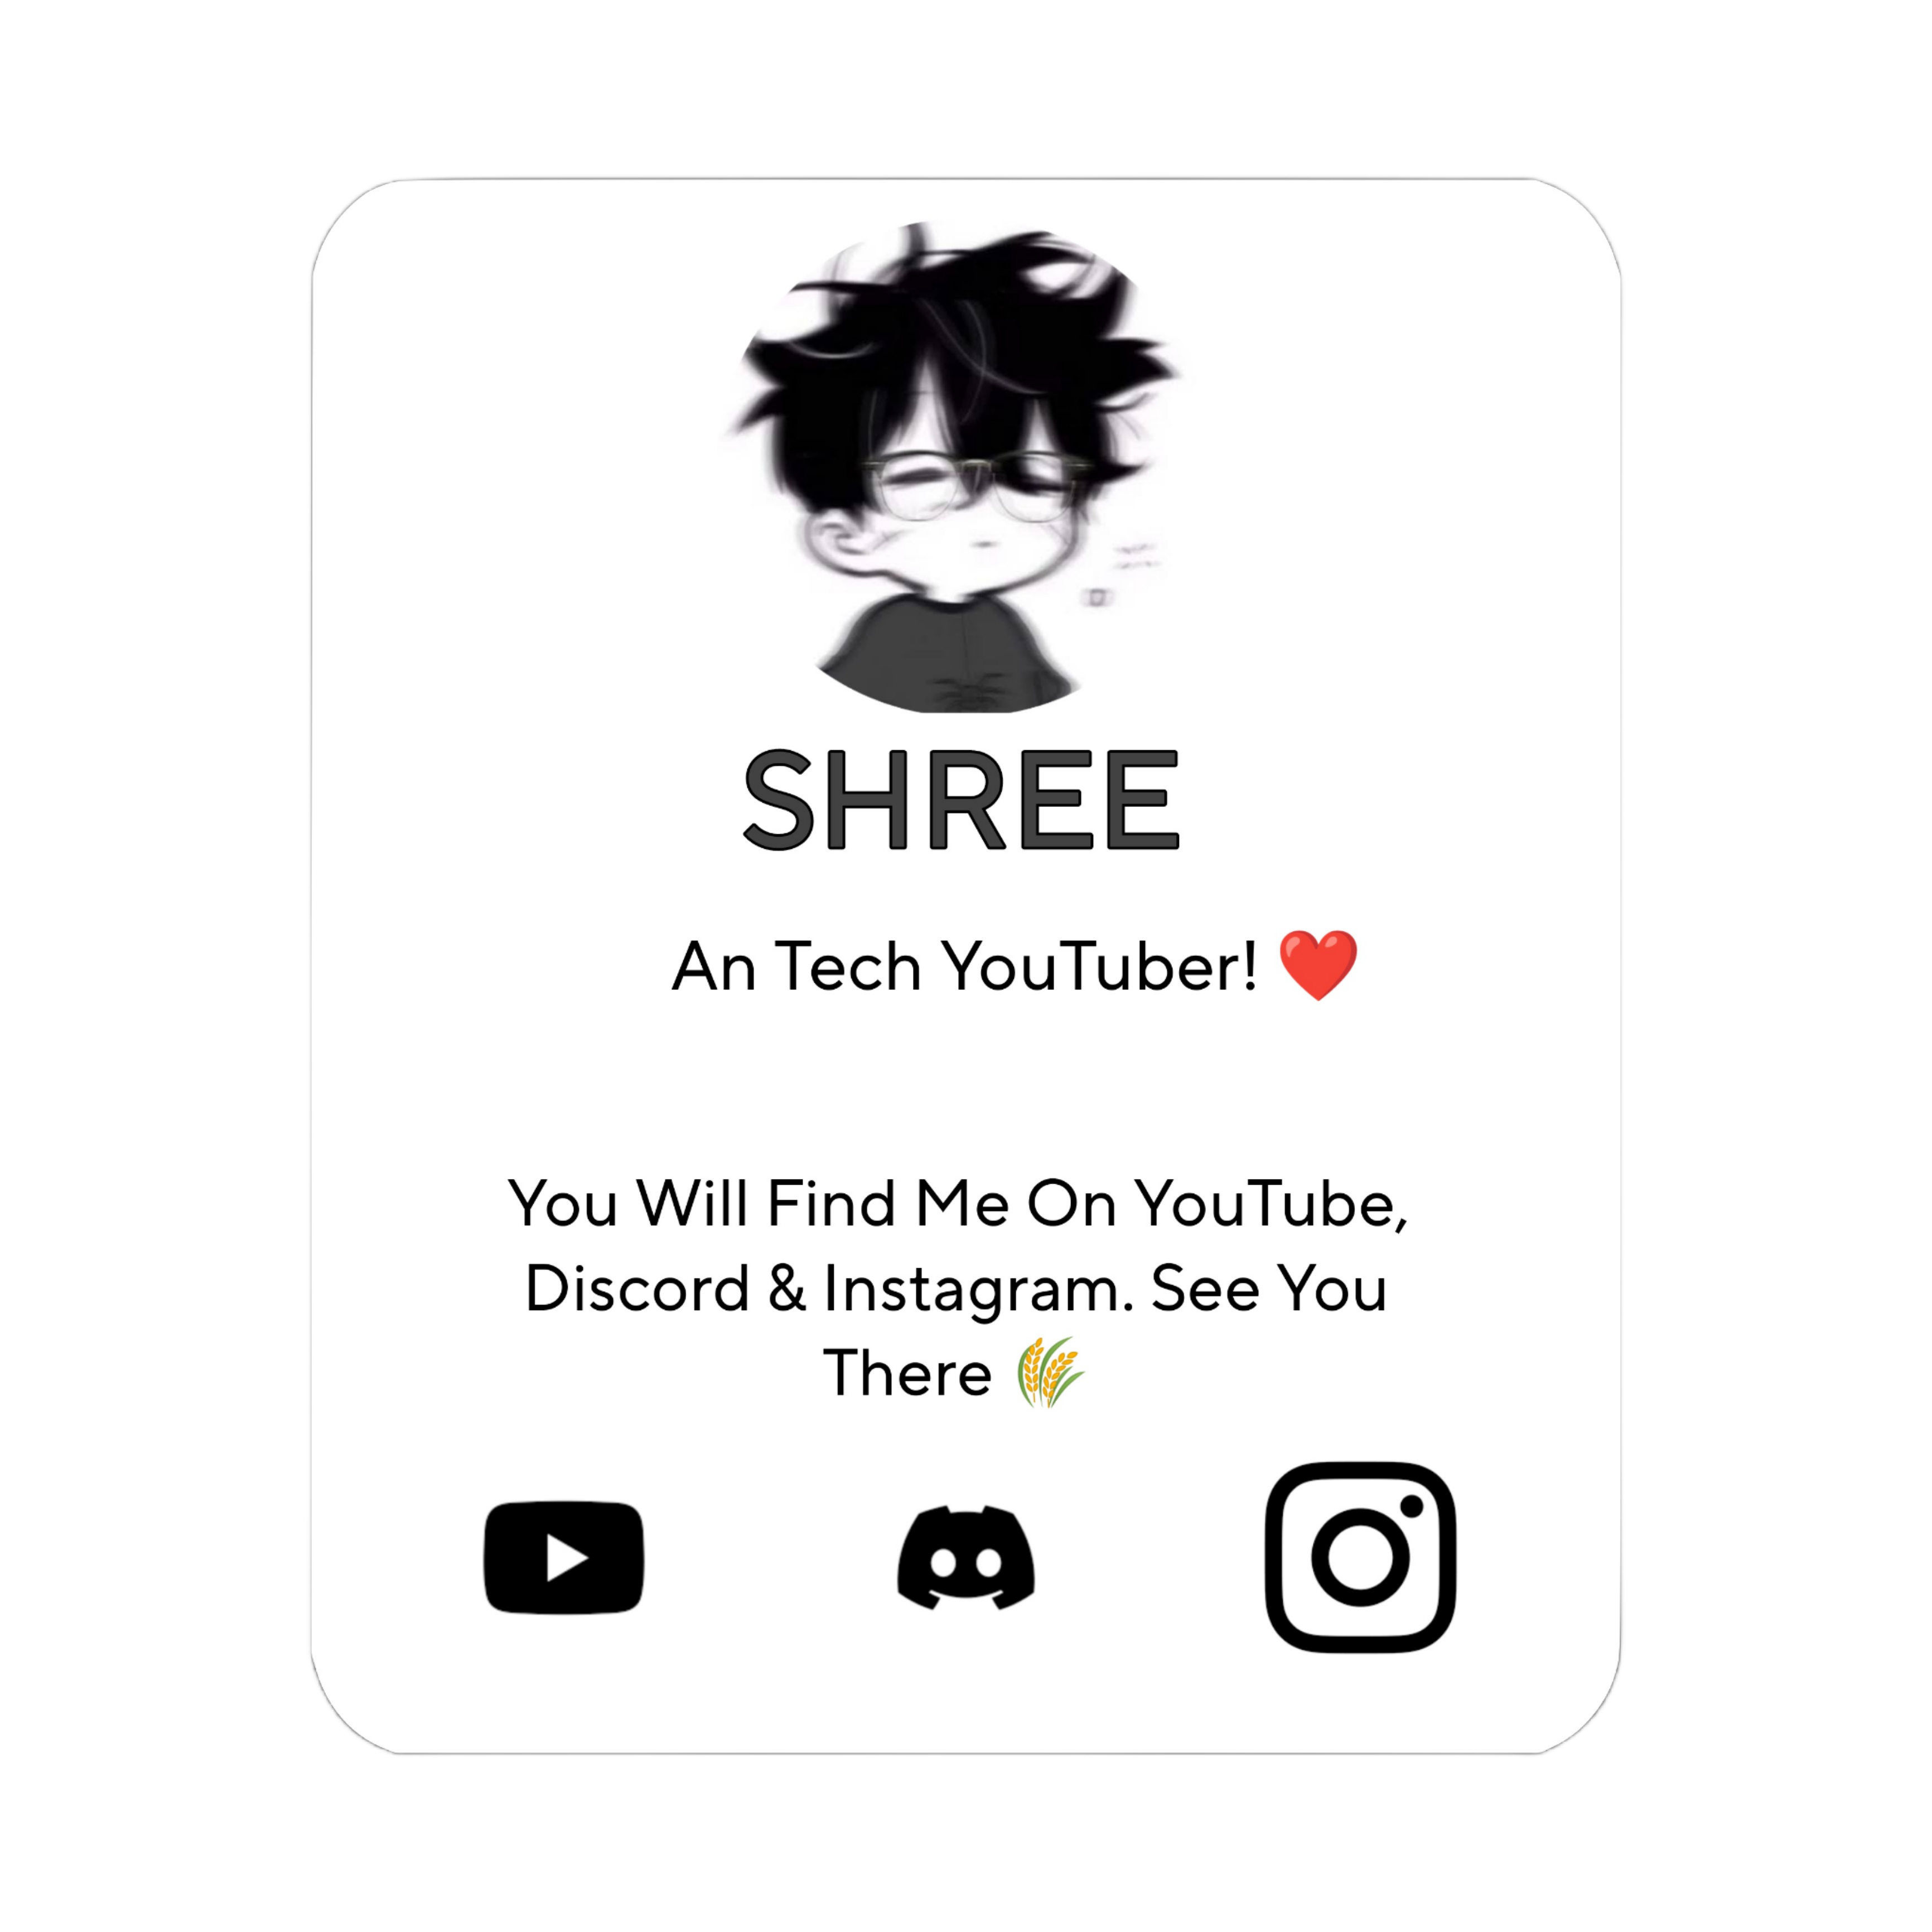 SHREE
An Tech YouTuber! ❤️
You Will Find Me On YouTube,
Discord & Instagram. See You
There 🌾